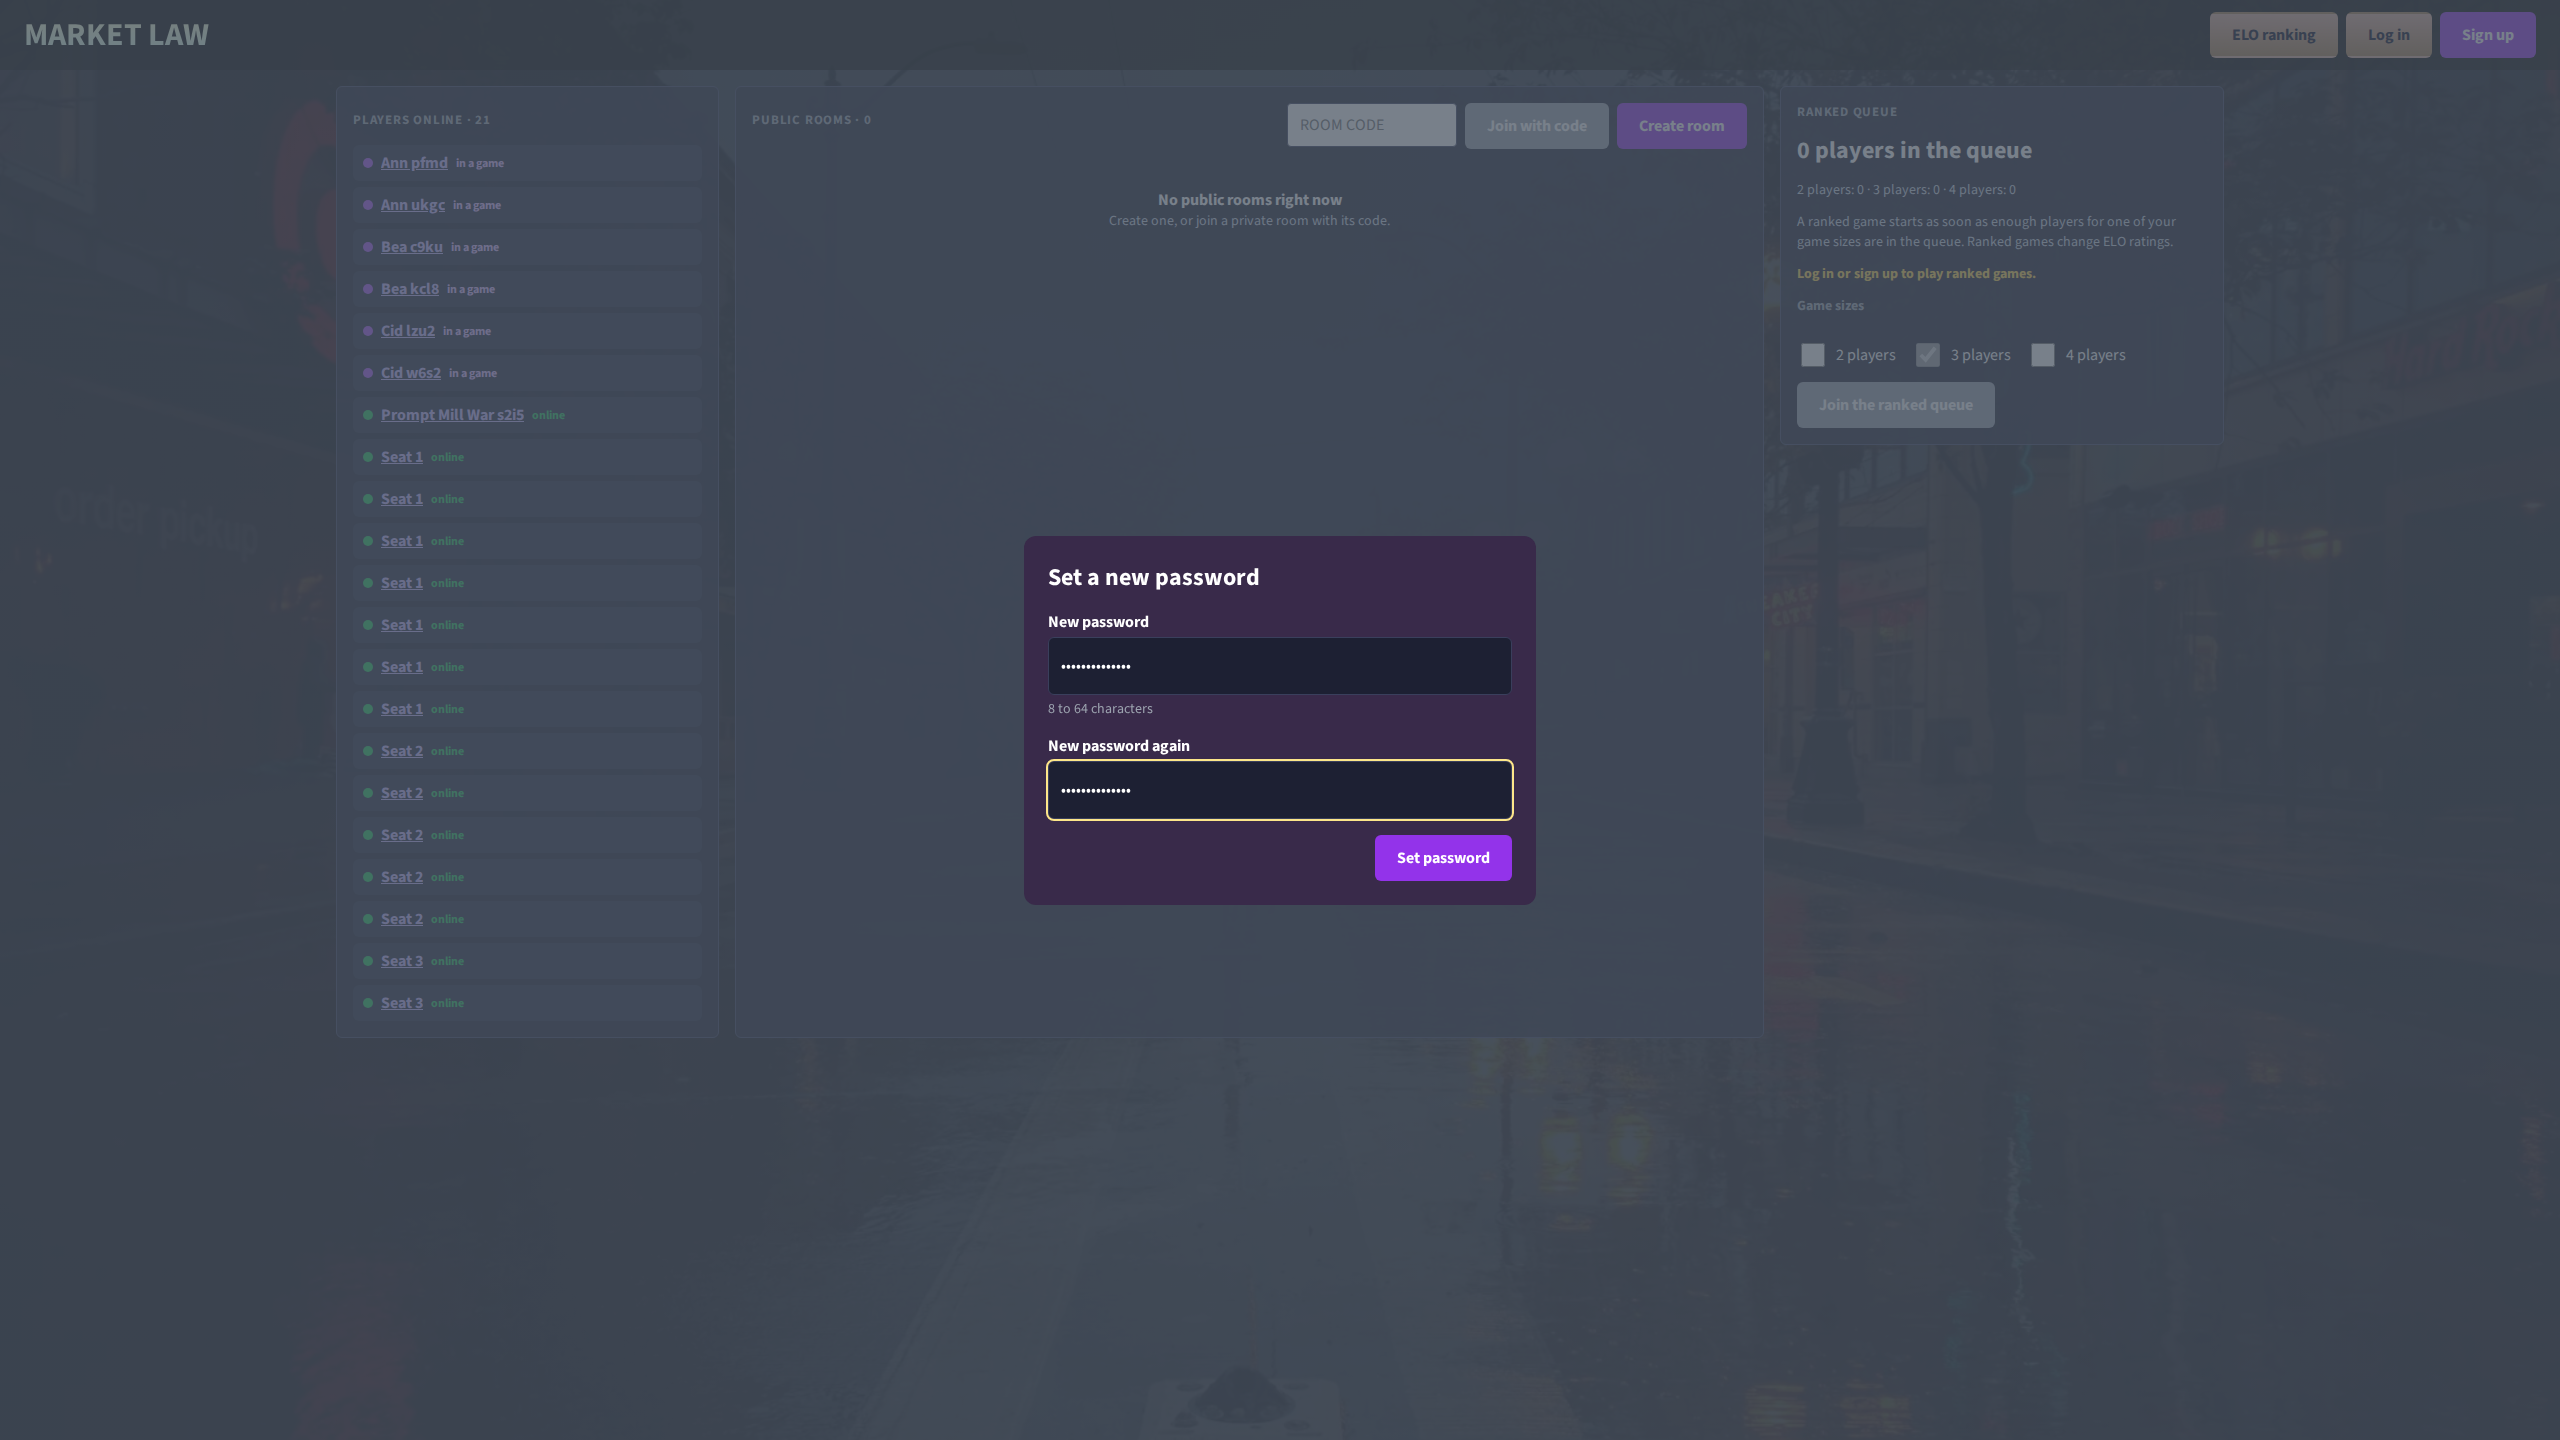 MARKET LAW
ELO ranking
Log in
Sign up
PLAYERS ONLINE · 21
Ann pfmd in a game
Ann ukgc in a game
Bea c9ku in a game
Bea kcl8 in a game
Cid lzu2 in a game
Cid w6s2 in a game
Prompt Mill War s2i5 online
Seat 1 online
Seat 1 online
Seat 1 online
Seat 1 online
Seat 1 online
Seat 1 online
Seat 1 online
Seat 2 online
Seat 2 online
Seat 2 online
Seat 2 online
Seat 2 online
Seat 3 online
Seat 3 online
PUBLIC ROOMS · 0
ROOM CODE
Join with code
Create room
No public rooms right now
Create one, or join a private room with its code.
RANKED QUEUE
0 players in the queue
2 players: 0 · 3 players: 0 · 4 players: 0
A ranked game starts as soon as enough players for one of your
game sizes are in the queue. Ranked games change ELO ratings.
Log in or sign up to play ranked games.
Game sizes
2 players
3 players
4 players
Join the ranked queue
order pickup
Set a new password
New password
••••••••••••••
8 to 64 characters
New password again
••••••••••••••
Set password